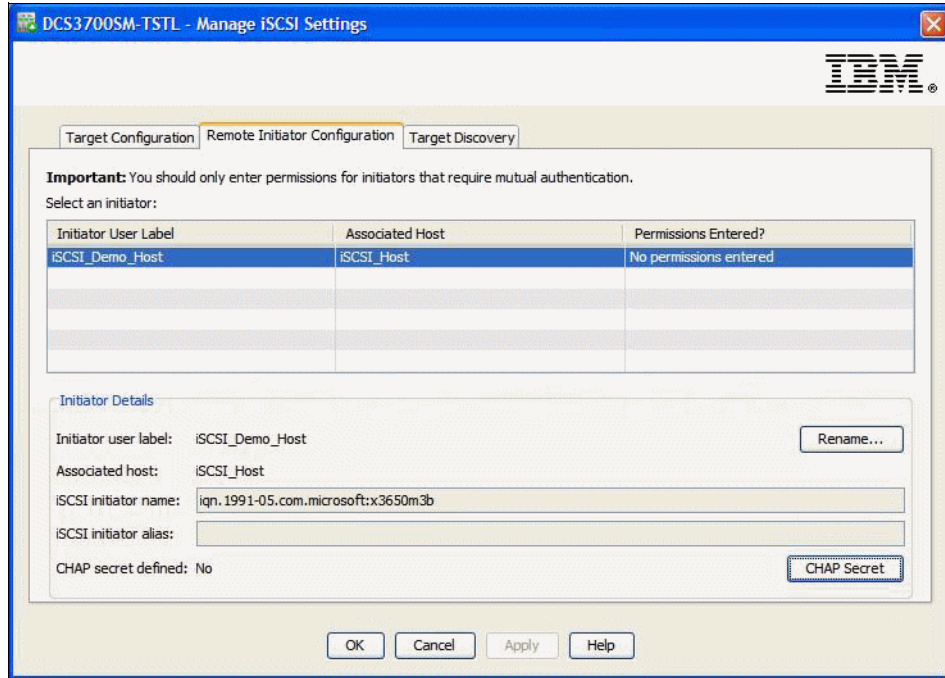 DCS3700SM-TSTL - Manage iSCSI Settings
IBM®
Target Configuration Remote Initiator Configuration Target Discovery
Important: You should only enter permissions for initiators that require mutual authentication.
Select an initiator:
Initiator User Label Associated Host Permissions Entered?
iSCSI_Demo_Host iSCSI_Host No permissions entered
Initiator Details
Initiator user label: iSCSI_Demo_Host Rename...
Associated host: iSCSI_Host
iSCSI initiator name: iqn.1991-05.com.microsoft:x3650m3b
iSCSI initiator alias:
CHAP secret defined: No CHAP Secret
OK Cancel Apply Help